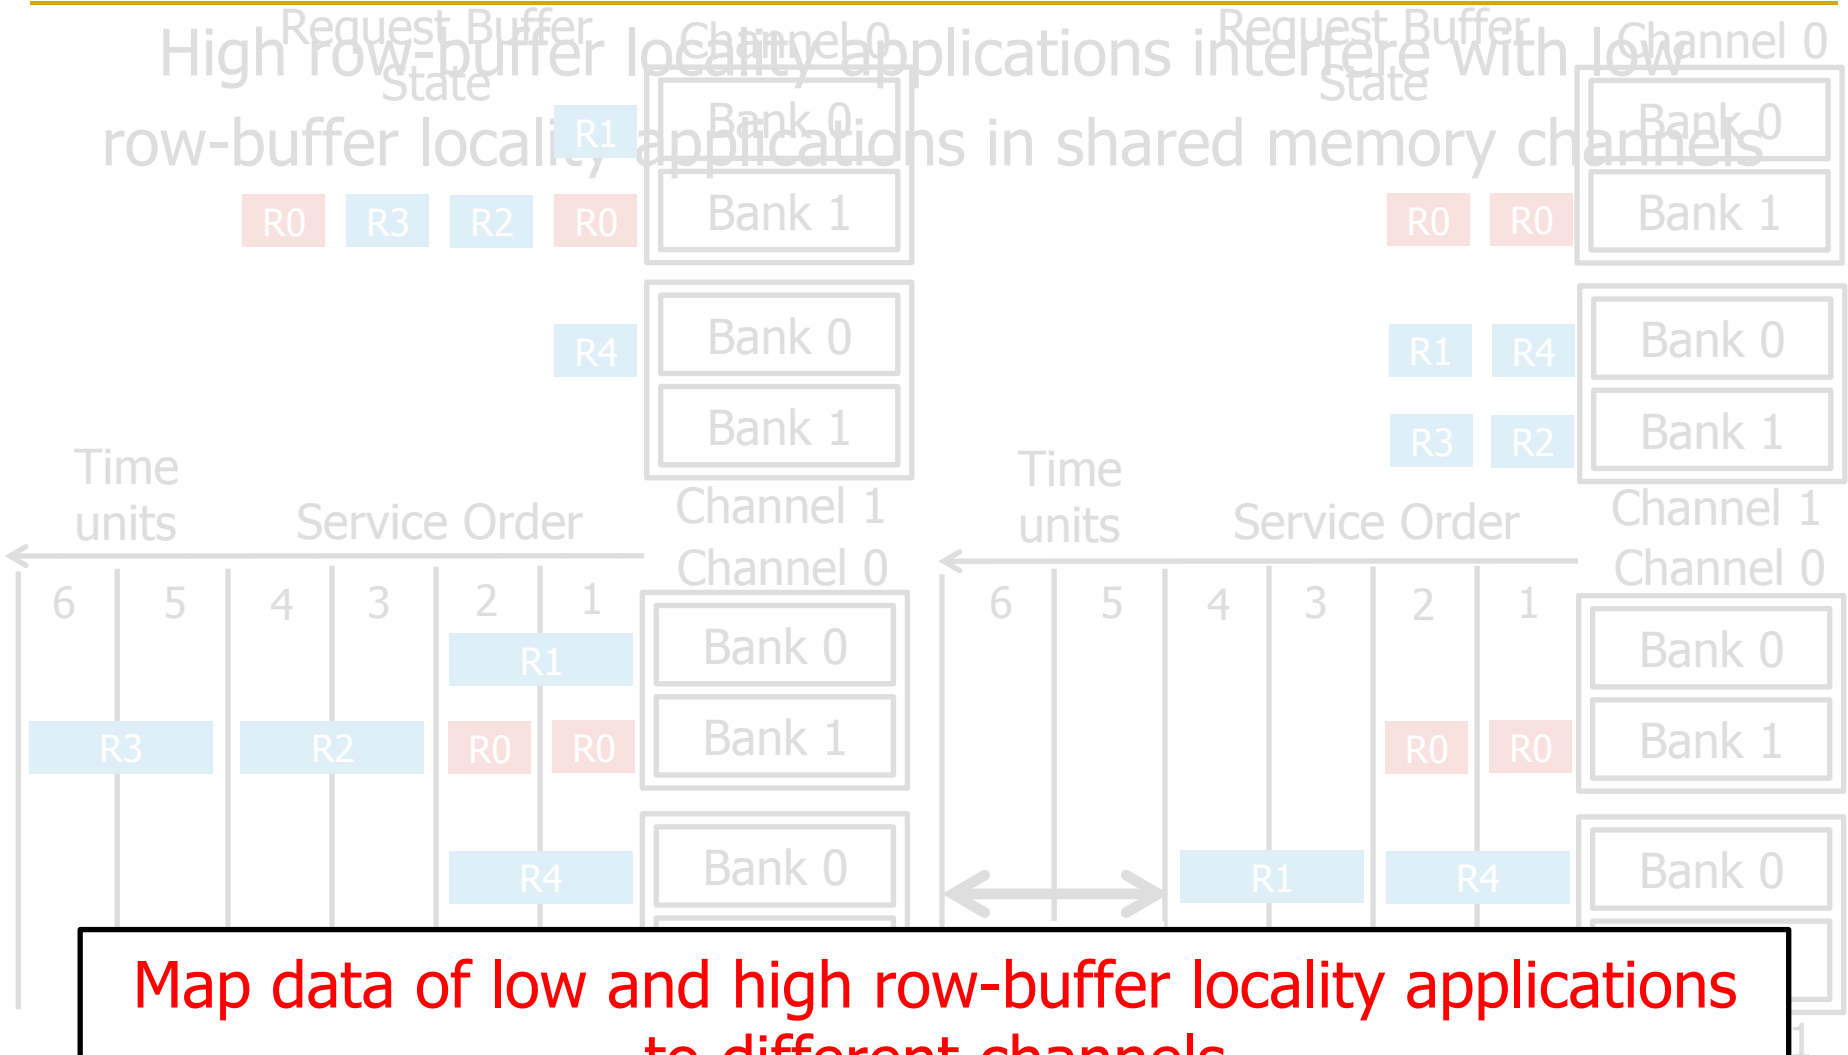 High row-buffer locality applications interfere with low
row-buffer locality applications in shared memory channels
Request Buffer
State
Channel 0
R1
Bank 0
R0 R3 R2 R0
Bank 1
R4
Bank 0
Bank 1
Channel 1
Request Buffer
State
Channel 0
Bank 0
R0 R0
Bank 1
R1 R4
Bank 0
R3 R2
Bank 1
Channel 1
Time
units
Service Order
Channel 0
6 5 4 3 2 1
R1
Bank 0
R3 R2 R0 R0
Bank 1
R4
Bank 0
Time
units
Service Order
Channel 0
6 5 4 3 2 1
Bank 0
R0 R0
Bank 1
R1 R4
Bank 0
1
Map data of low and high row-buffer locality applications
to different channels